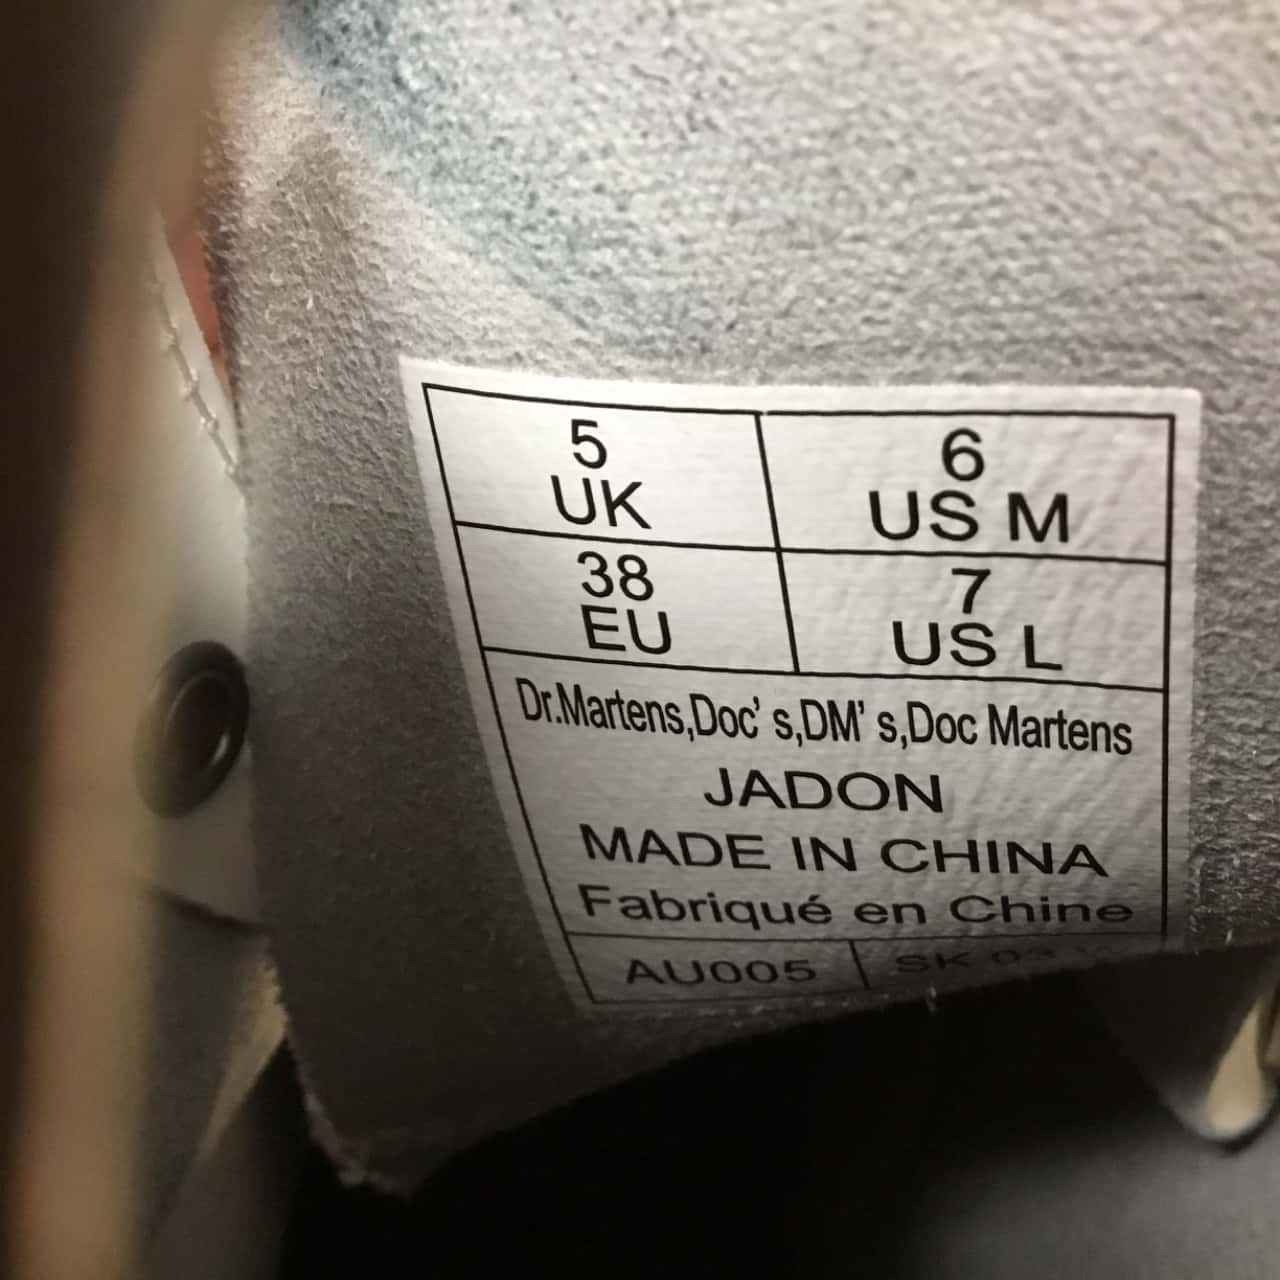 5
UK
6
US M
38
EU
7
US L
Dr.Martens,Doc' s,DM' s,Doc Martens
JADON
MADE IN CHINA
Fabriqué en Chine
AU005
SK